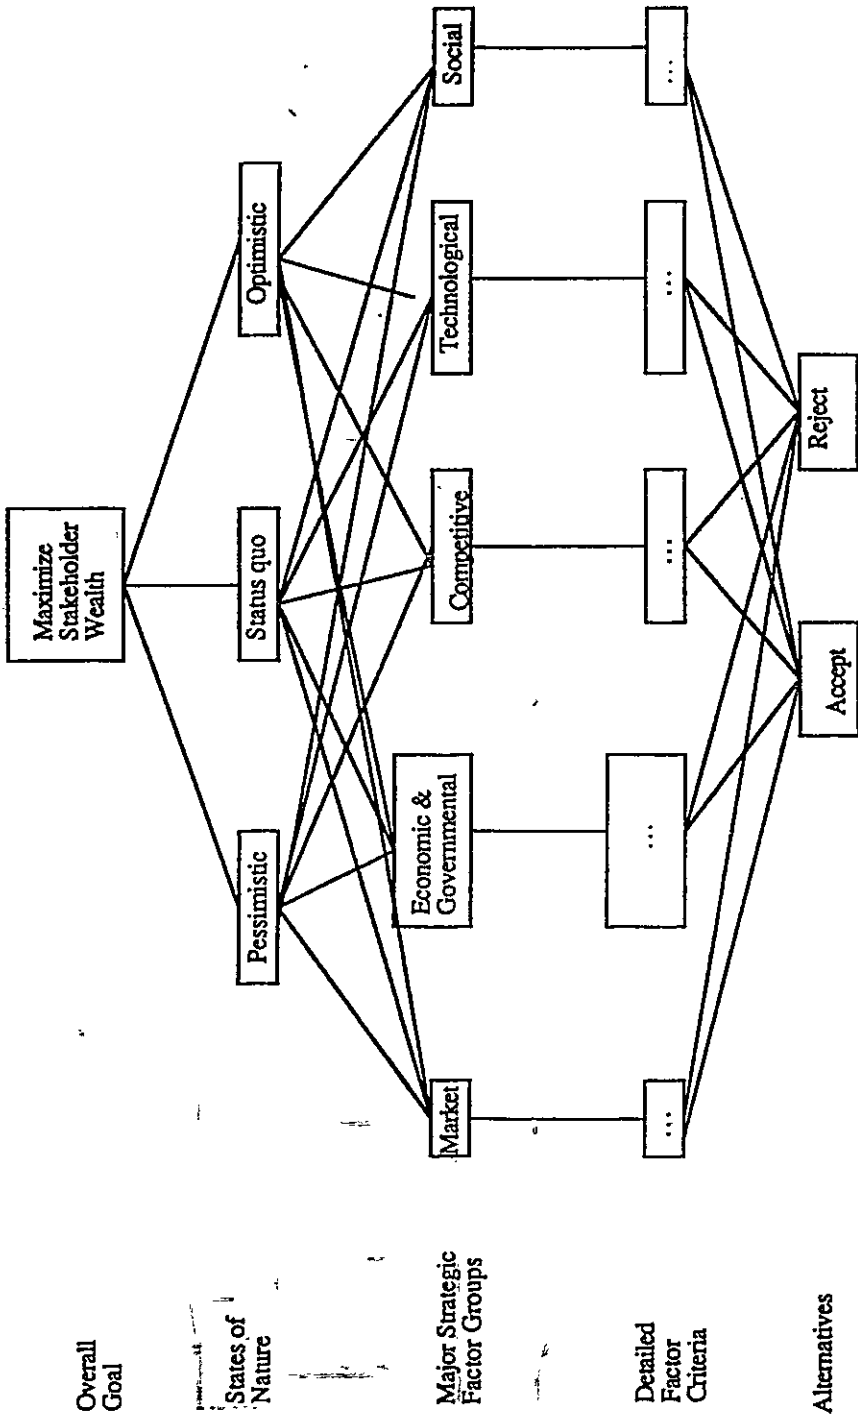 Overall
Goal
Maximize
Stakeholder
Wealth
States of
Nature
Pessimistic
Status quo
Optimistic
Major Strategic
Factor Groups
Market
Economic &
Governmental
Competitive
Technological
Social
Detailed
Factor
Criteria
...
...
...
...
...
Alternatives
Accept
Reject